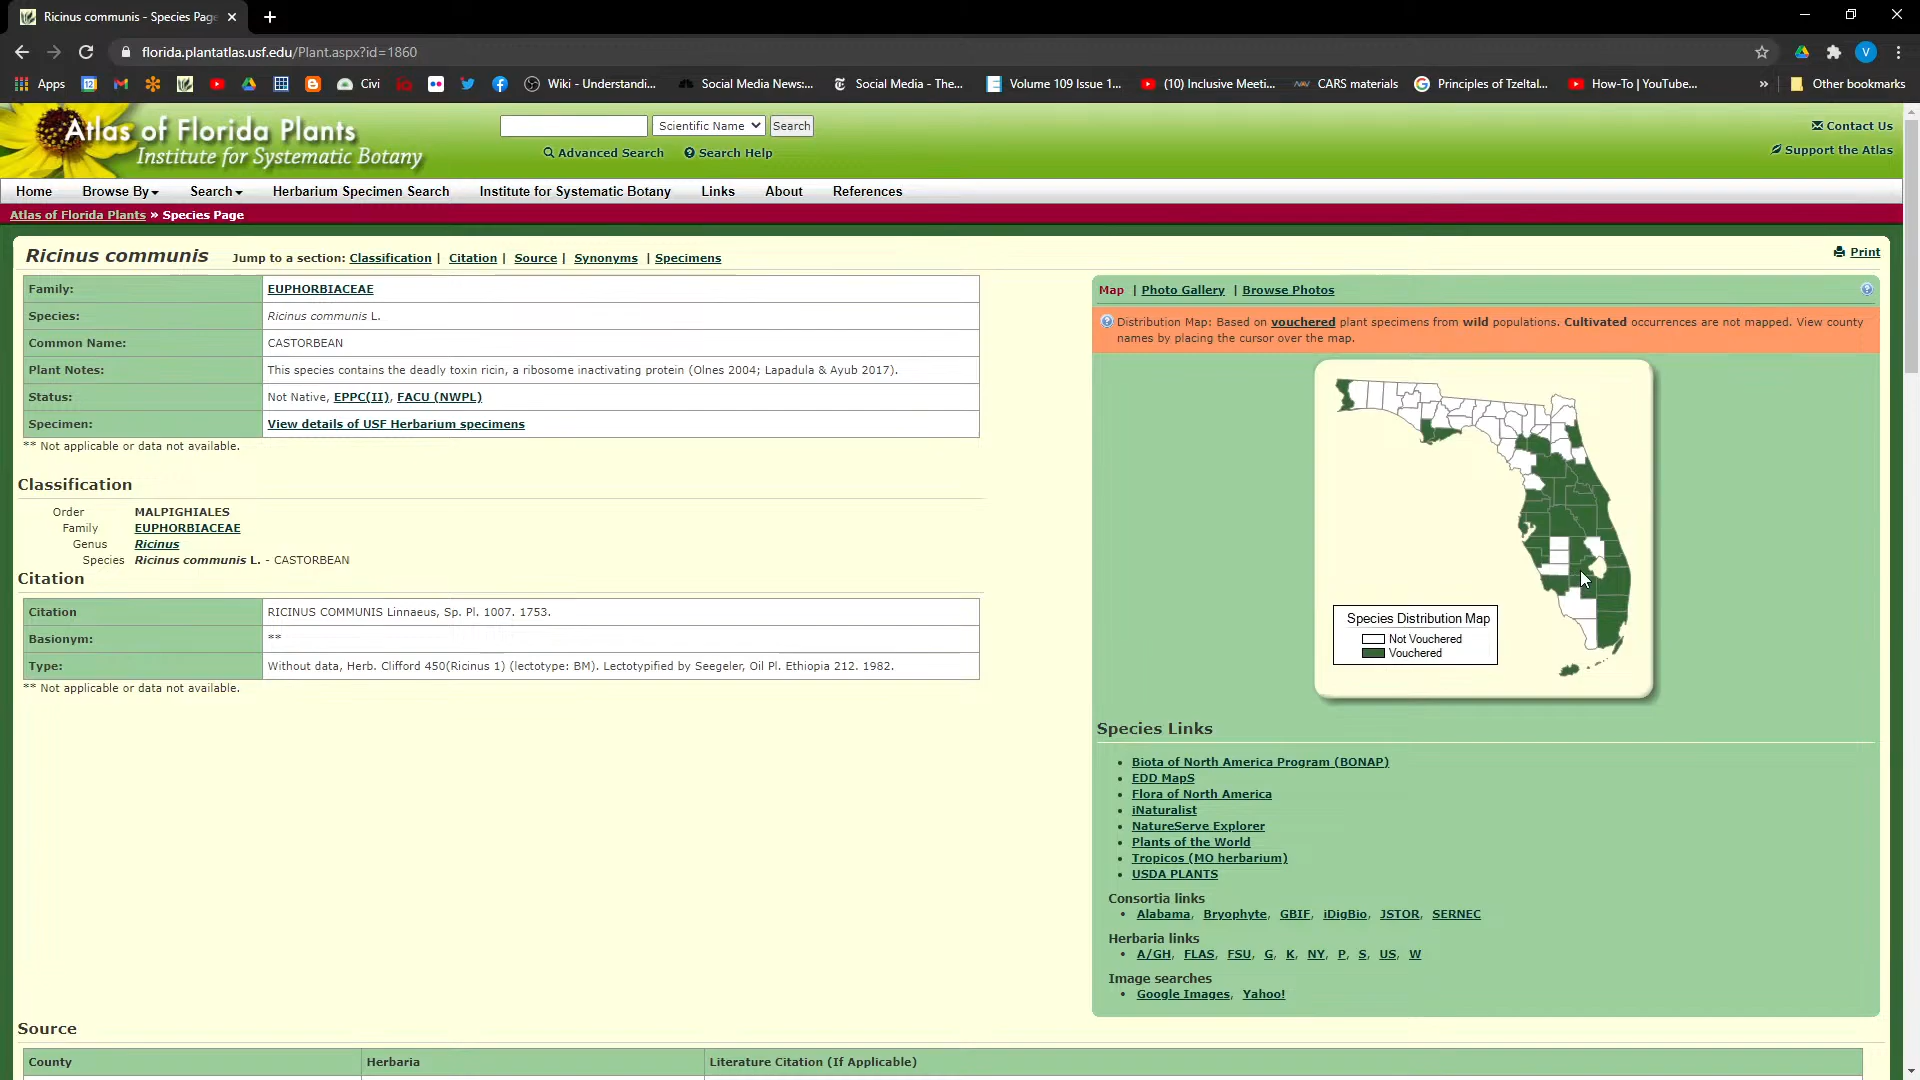 Ricinus communis - Species Page
florida.plantatlas.usf.edu/Plant.aspx?id=1860
V
Apps
12
Civi
Wiki - Understandi...
Social Media News:...
Social Media - The...
Volume 109 Issue 1...
(10) Inclusive Meeti...
CARS materials
Principles of Tzeltal...
How-To | YouTube...
»
Other bookmarks
Atlas of Florida Plants
Institute for Systematic Botany
Scientific Name
Search
Advanced Search
Search Help
Contact Us
Support the Atlas
Home
Browse By
Search
Herbarium Specimen Search
Institute for Systematic Botany
Links
About
References
Atlas of Florida Plants » Species Page
Ricinus communis
Jump to a section: Classification | Citation | Source | Synonyms | Specimens
Print
Family: EUPHORBIACEAE
Species: Ricinus communis L.
Common Name: CASTORBEAN
Plant Notes: This species contains the deadly toxin ricin, a ribosome inactivating protein (Olnes 2004; Lapadula & Ayub 2017).
Status: Not Native, EPPC(II), FACU (NWPL)
Specimen: View details of USF Herbarium specimens
** Not applicable or data not available.
Classification
Order MALPIGHIALES
Family EUPHORBIACEAE
Genus Ricinus
Species Ricinus communis L. - CASTORBEAN
Citation
Citation RICINUS COMMUNIS Linnaeus, Sp. Pl. 1007. 1753.
Basionym: **
Type: Without data, Herb. Clifford 450(Ricinus 1) (lectotype: BM). Lectotypified by Seegeler, Oil Pl. Ethiopia 212. 1982.
** Not applicable or data not available.
Map | Photo Gallery | Browse Photos
Distribution Map: Based on vouchered plant specimens from wild populations. Cultivated occurrences are not mapped. View county
names by placing the cursor over the map.
Species Distribution Map
Not Vouchered
Vouchered
Species Links
• Biota of North America Program (BONAP)
• EDD MapS
• Flora of North America
• iNaturalist
• NatureServe Explorer
• Plants of the World
• Tropicos (MO herbarium)
• USDA PLANTS
Consortia links
• Alabama, Bryophyte, GBIF, iDigBio, JSTOR, SERNEC
Herbaria links
• A/GH, FLAS, FSU, G, K, NY, P, S, US, W
Image searches
• Google Images, Yahoo!
Source
County Herbaria Literature Citation (If Applicable)